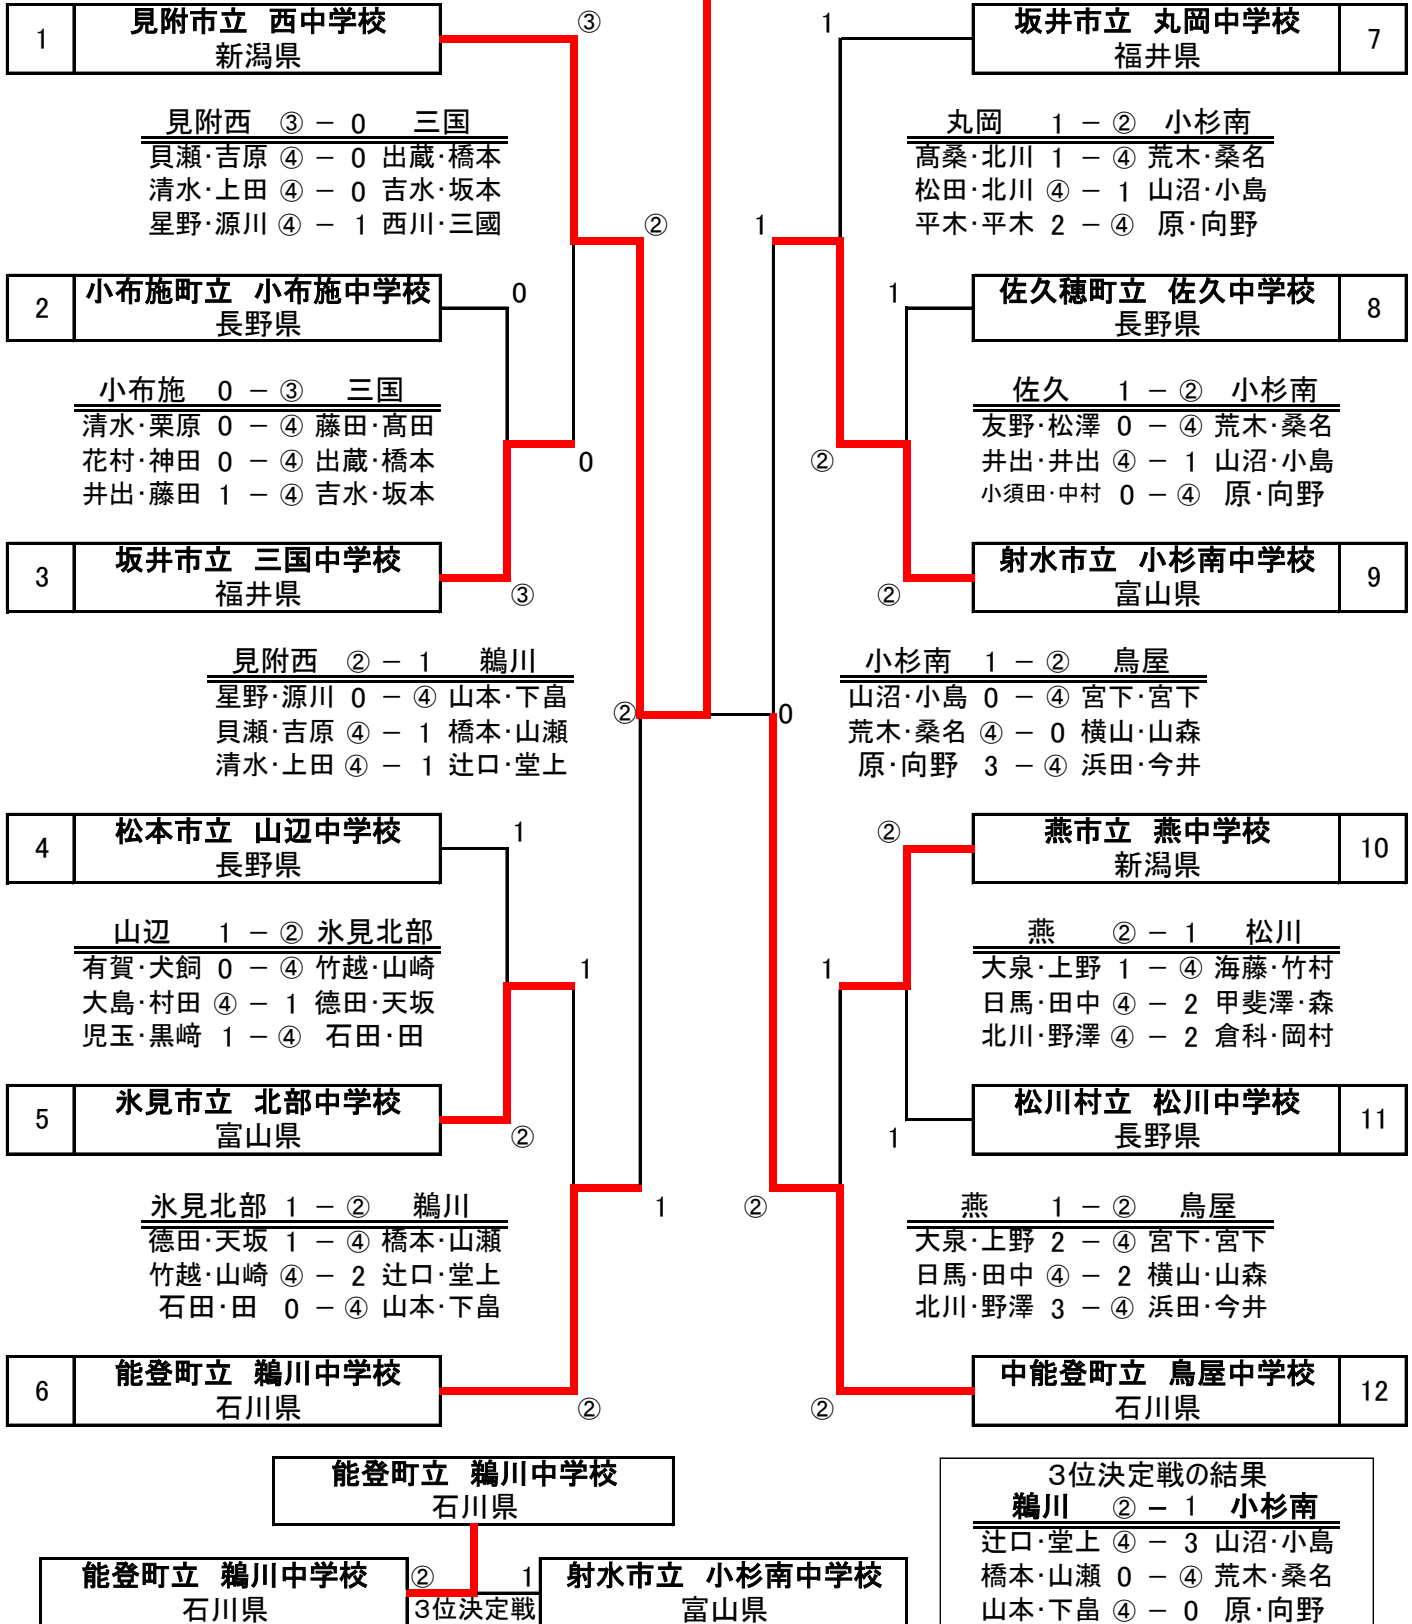 1 見附市立 西中学校
新潟県
③
見附西 ③ － 0 三国
貝瀬・吉原 ④ － 0 出蔵・橋本
清水・上田 ④ － 0 吉水・坂本
星野・源川 ④ － 1 西川・三國
②
2 小布施町立 小布施中学校
長野県
0
小布施 0 － ③ 三国
清水・栗原 0 － ④ 藤田・髙田
花村・神田 0 － ④ 出蔵・橋本
井出・藤田 1 － ④ 吉水・坂本
0
3 坂井市立 三国中学校
福井県
③
見附西 ② － 1 鵜川
星野・源川 0 － ④ 山本・下畠
貝瀬・吉原 ④ － 1 橋本・山瀬
清水・上田 ④ － 1 辻口・堂上
②
4 松本市立 山辺中学校
長野県
1
山辺 1 － ② 氷見北部
有賀・犬飼 0 － ④ 竹越・山崎
大島・村田 ④ － 1 德田・天坂
児玉・黒﨑 1 － ④ 石田・田
1
5 氷見市立 北部中学校
富山県
②
氷見北部 1 － ② 鵜川
德田・天坂 1 － ④ 橋本・山瀬
竹越・山崎 ④ － 2 辻口・堂上
石田・田 0 － ④ 山本・下畠
1
6 能登町立 鵜川中学校
石川県
②
1
坂井市立 丸岡中学校 7
福井県
丸岡 1 － ② 小杉南
髙桑・北川 1 － ④ 荒木・桑名
松田・北川 ④ － 1 山沼・小島
平木・平木 2 － ④ 原・向野
1
1
佐久穂町立 佐久中学校 8
長野県
佐久 1 － ② 小杉南
友野・松澤 0 － ④ 荒木・桑名
井出・井出 ④ － 1 山沼・小島
小須田・中村 0 － ④ 原・向野
②
射水市立 小杉南中学校 9
富山県
②
小杉南 1 － ② 鳥屋
山沼・小島 0 － ④ 宮下・宮下
荒木・桑名 ④ － 0 横山・山森
原・向野 3 － ④ 浜田・今井
0
②
燕市立 燕中学校 10
新潟県
燕 ② － 1 松川
大泉・上野 1 － ④ 海藤・竹村
日馬・田中 ④ － 2 甲斐澤・森
北川・野澤 ④ － 2 倉科・岡村
1
松川村立 松川中学校 11
長野県
1
燕 1 － ② 鳥屋
大泉・上野 2 － ④ 宮下・宮下
日馬・田中 ④ － 2 横山・山森
北川・野澤 3 － ④ 浜田・今井
②
中能登町立 鳥屋中学校 12
石川県
②
能登町立 鵜川中学校
石川県
能登町立 鵜川中学校
石川県
② 1
3位決定戦
射水市立 小杉南中学校
富山県
3位決定戦の結果
鵜川 ② － 1 小杉南
辻口・堂上 ④ － 3 山沼・小島
橋本・山瀬 0 － ④ 荒木・桑名
山本・下畠 ④ － 0 原・向野